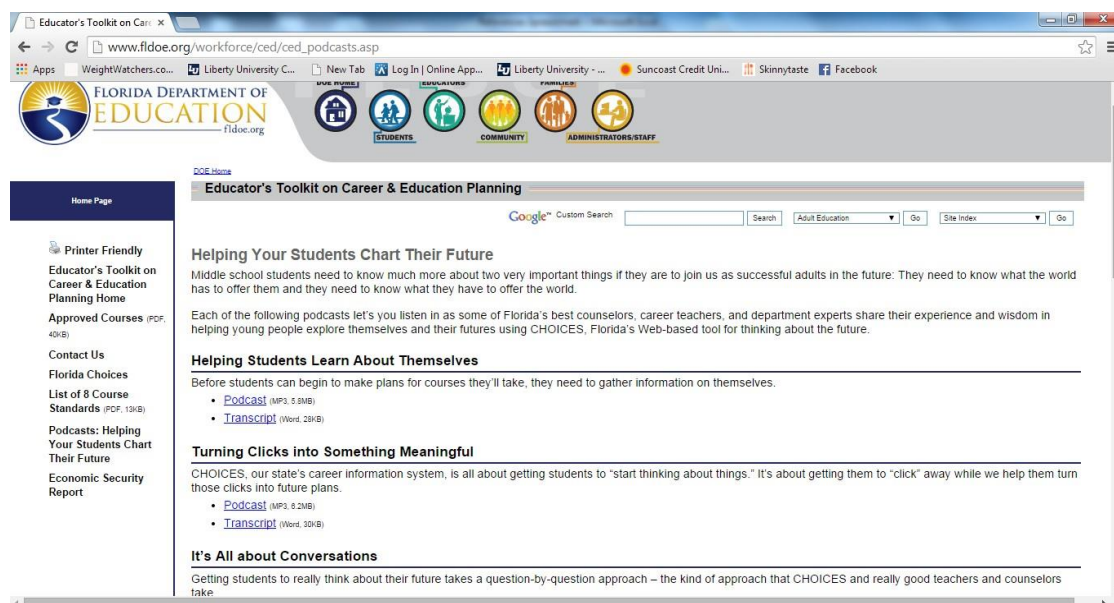 Educator's Toolkit on Care
www.fldoe.org/workforce/ced/ced_podcasts.asp
Apps WeightWatchers.co... Liberty University C... New Tab Log In | Online App... Liberty University - ... Suncoast Credit Uni... Skinnytaste Facebook
FLORIDA DEPARTMENT OF
EDUCATION
fldoe.org
DOE HOME EDUCATORS FAMILIES
STUDENTS COMMUNITY ADMINISTRATORS/STAFF
DOE Home
Home Page
Educator's Toolkit on Career & Education Planning
Google™ Custom Search Search Adult Education Go Site Index Go
Printer Friendly
Educator's Toolkit on
Career & Education
Planning Home
Approved Courses (PDF,
40KB)
Contact Us
Florida Choices
List of 8 Course
Standards (PDF, 13KB)
Podcasts: Helping
Your Students Chart
Their Future
Economic Security
Report
Helping Your Students Chart Their Future
Middle school students need to know much more about two very important things if they are to join us as successful adults in the future: They need to know what the world
has to offer them and they need to know what they have to offer the world.
Each of the following podcasts let's you listen in as some of Florida's best counselors, career teachers, and department experts share their experience and wisdom in
helping young people explore themselves and their futures using CHOICES, Florida's Web-based tool for thinking about the future.
Helping Students Learn About Themselves
Before students can begin to make plans for courses they'll take, they need to gather information on themselves.
• Podcast (MP3, 5.8MB)
• Transcript (Word, 28KB)
Turning Clicks into Something Meaningful
CHOICES, our state's career information system, is all about getting students to “start thinking about things.” It's about getting them to “click” away while we help them turn
those clicks into future plans.
• Podcast (MP3, 6.2MB)
• Transcript (Word, 30KB)
It's All about Conversations
Getting students to really think about their future takes a question-by-question approach – the kind of approach that CHOICES and really good teachers and counselors
take